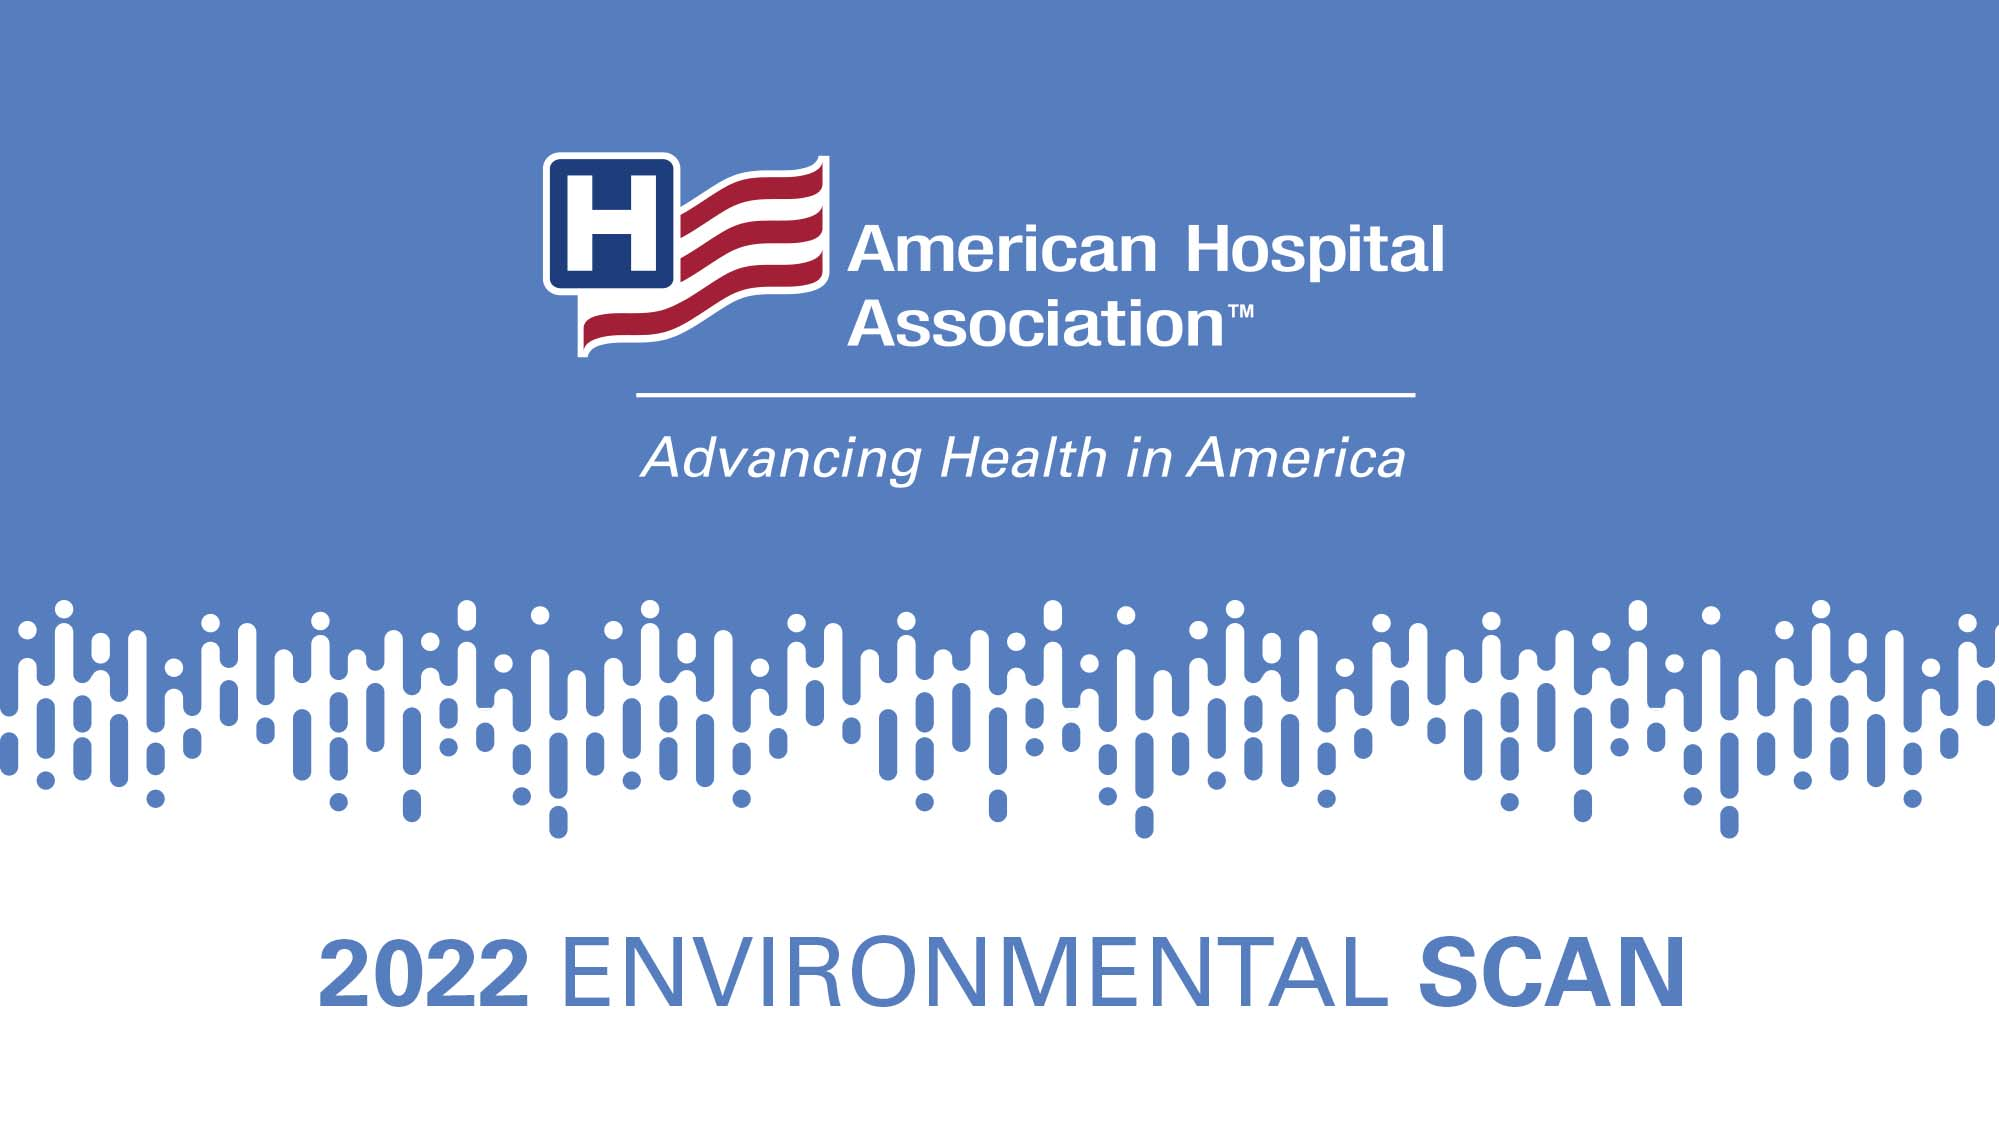 H
American Hospital
Association™
Advancing Health in America
2022 ENVIRONMENTAL SCAN